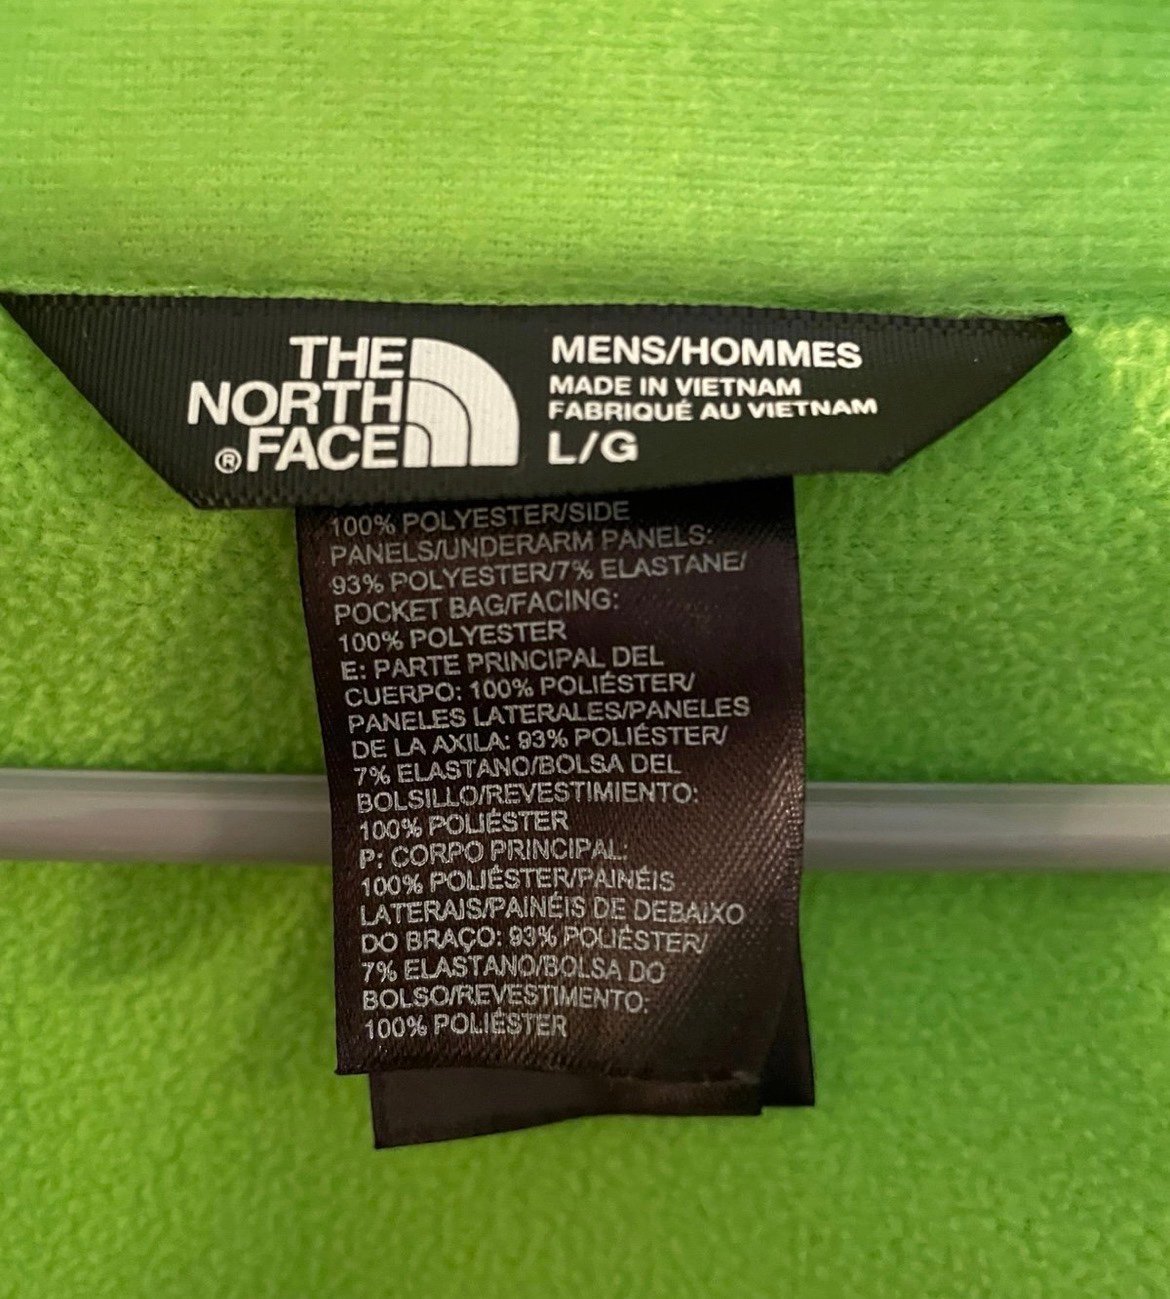 THE
NORTH
®FACE
MENS/HOMMES
MADE IN VIETNAM
FABRIQUÉ AU VIETNAM
L/G
100% POLYESTER/SIDE
PANELS/UNDERARM PANELS:
93% POLYESTER/7% ELASTANE/
POCKET BAG/FACING:
100% POLYESTER
E: PARTE PRINCIPAL DEL
CUERPO: 100% POLIÉSTER/
PANELES LATERALES/PANELES
DE LA AXILA: 93% POLIÉSTER/
7% ELASTANO/BOLSA DEL
BOLSILLO/REVESTIMIENTO:
100% POLIÉSTER
P: CORPO PRINCIPAL:
100% POLIÉSTER/PAINÉIS
LATERAIS/PAINÉIS DE DEBAIXO
DO BRAÇO: 93% POLIÉSTER/
7% ELASTANO/BOLSA DO
BOLSO/REVESTIMENTO:
100% POLIÉSTER